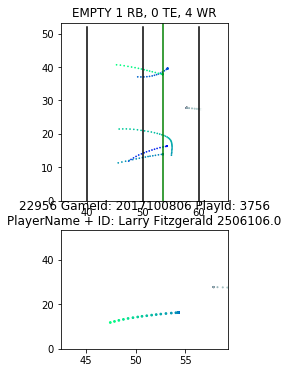 EMPTY 1 RB, 0 TE, 4 WR
50
40
30
20
10
0
40 50 60
22956 GameId: 2017100806 PlayId: 3756
PlayerName + ID: Larry Fitzgerald 2506106.0
40
20
0
45 50 55